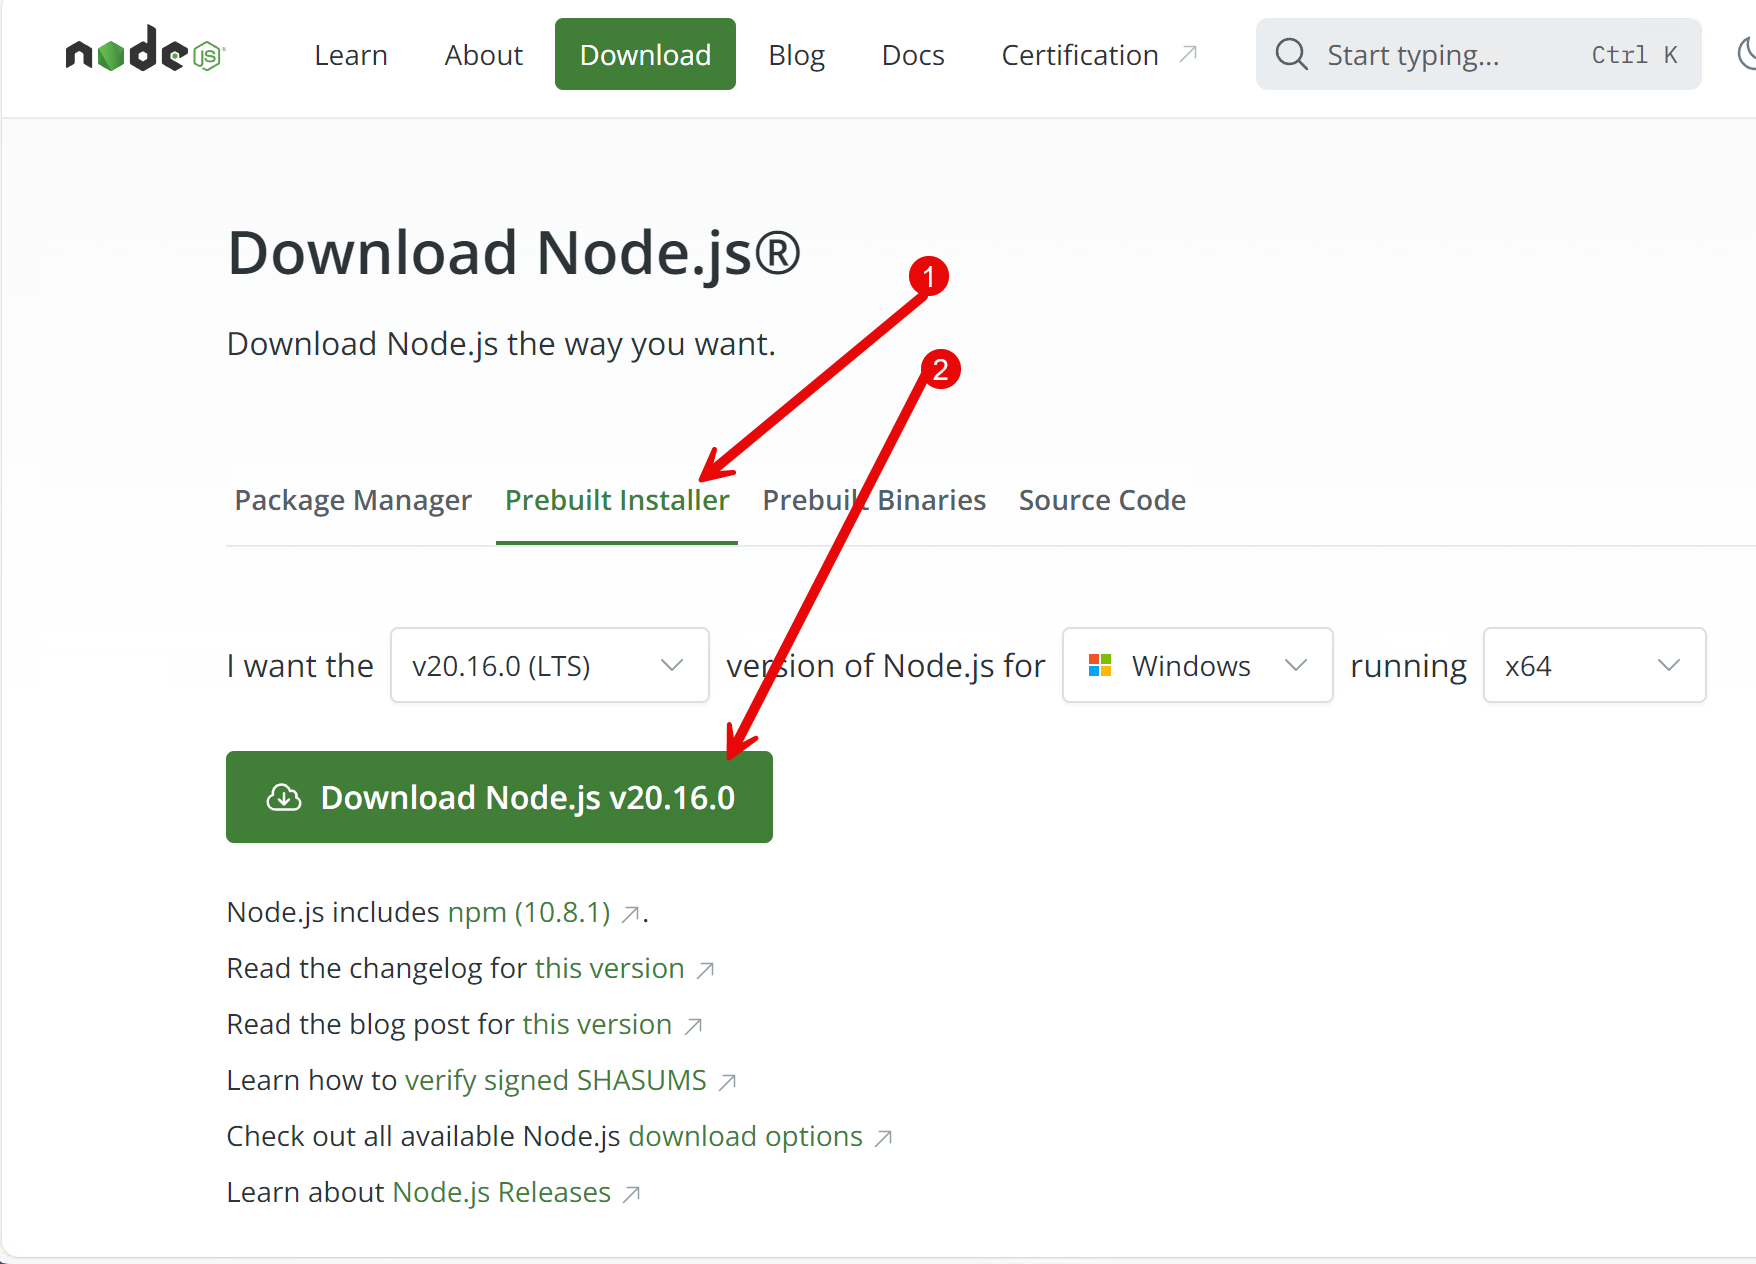 node JS Learn About Download Blog Docs Certification Start typing... Ctrl K
Download Node.js®
1
Download Node.js the way you want.
2
Package Manager Prebuilt Installer Prebuilt Binaries Source Code
I want the v20.16.0 (LTS) version of Node.js for Windows running x64
Download Node.js v20.16.0
Node.js includes npm (10.8.1).
Read the changelog for this version
Read the blog post for this version
Learn how to verify signed SHASUMS
Check out all available Node.js download options
Learn about Node.js Releases